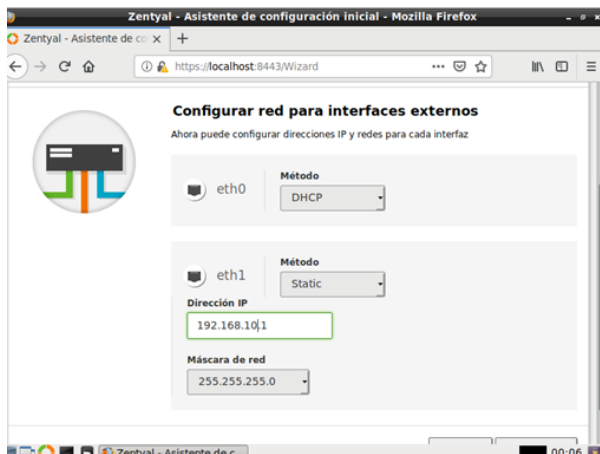 Zentyal - Asistente de configuración inicial - Mozilla Firefox
Zentyal - Asistente de co
https://localhost:8443/Wizard
Configurar red para interfaces externos
Ahora puede configurar direcciones IP y redes para cada interfaz
eth0
Método
DHCP
eth1
Método
Static
Dirección IP
192.168.10.1
Máscara de red
255.255.255.0
Zentyal - Asistente de c...
00:06